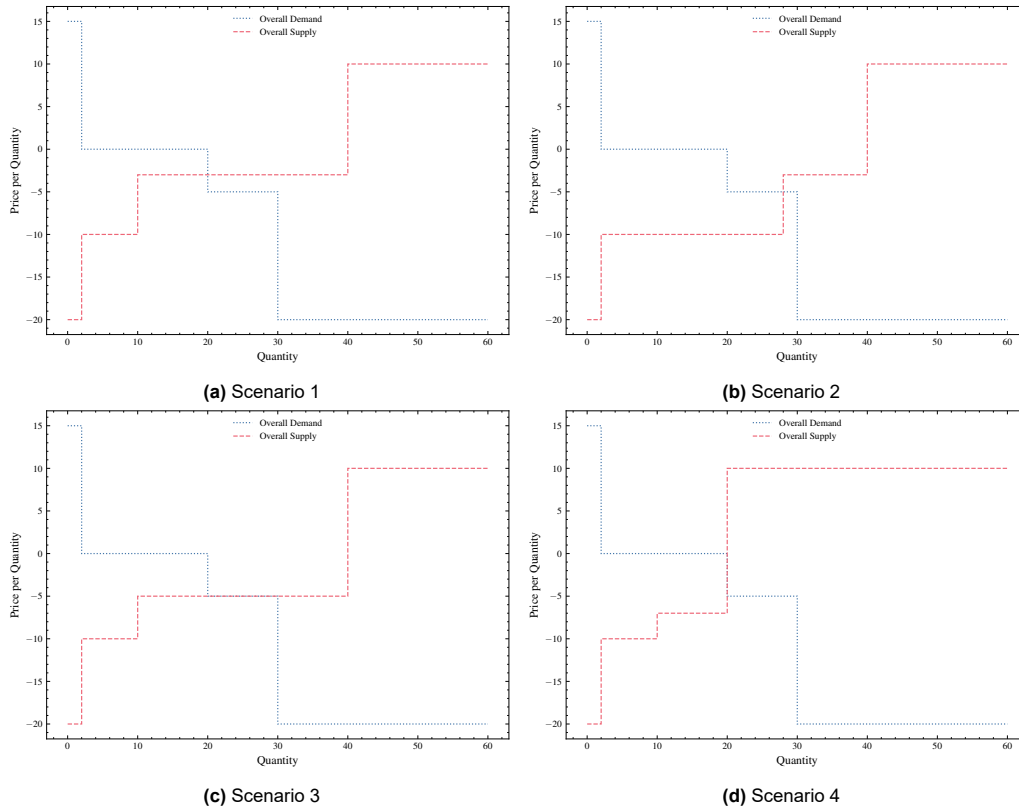 Overall Demand
Overall Supply
Price per Quantity
15
10
5
0
−5
−10
−15
−20
0 10 20 30 40 50 60
Quantity
(a) Scenario 1
Overall Demand
Overall Supply
Price per Quantity
15
10
5
0
−5
−10
−15
−20
0 10 20 30 40 50 60
Quantity
(b) Scenario 2
Overall Demand
Overall Supply
Price per Quantity
15
10
5
0
−5
−10
−15
−20
0 10 20 30 40 50 60
Quantity
(c) Scenario 3
Overall Demand
Overall Supply
Price per Quantity
15
10
5
0
−5
−10
−15
−20
0 10 20 30 40 50 60
Quantity
(d) Scenario 4